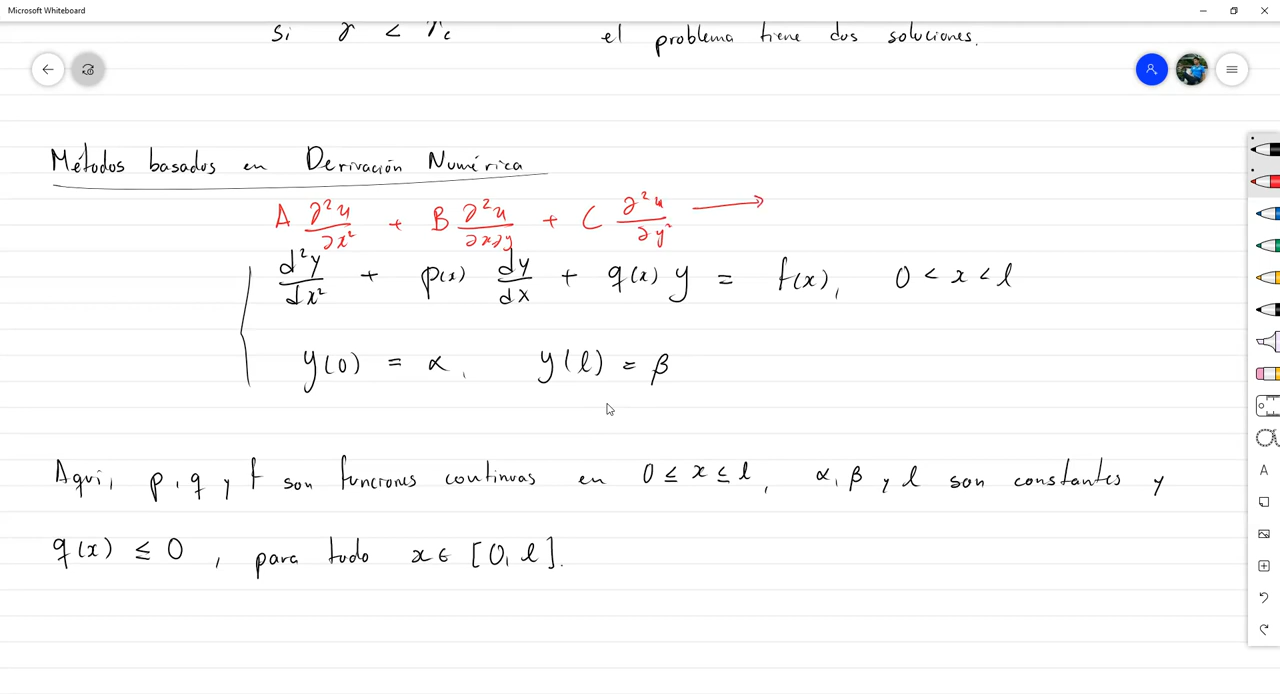 Microsoft Whiteboard
Si γ < γc el problema tiene dos soluciones.
Métodos basados en Derivación Numérica
A ∂²u/∂x² + B ∂²u/∂x∂y + C ∂²u/∂y² →
d²y/dx² + p(x) dy/dx + q(x) y = f(x), 0 < x < l
y(0) = α, y(l) = β
Aquí, p, q y f son funciones continuas en 0 ≤ x ≤ l, α, β y l son constantes y
q(x) ≤ 0, para todo x ∈ [0, l].
A